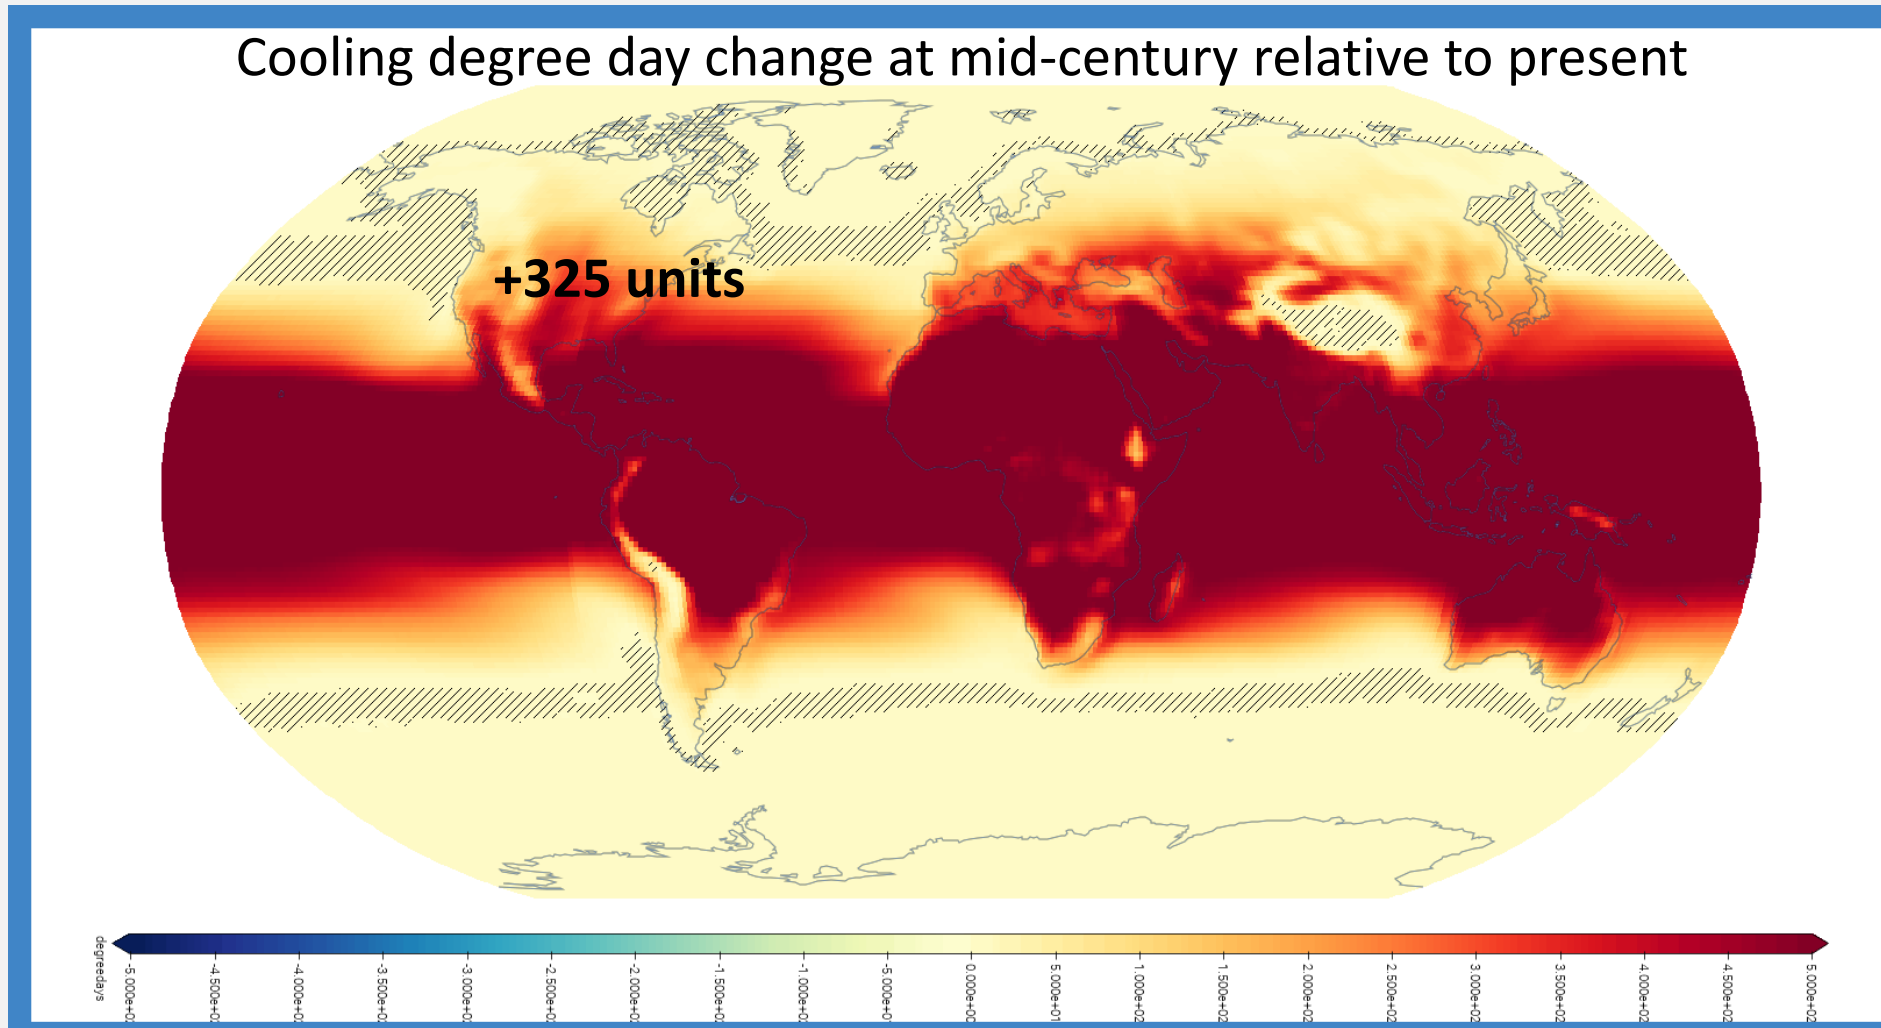 Cooling degree day change at mid-century relative to present
+325 units
degreedays
-5.000e+0
-4.500e+0
-4.000e+0
-3.500e+0
-3.000e+0
-2.500e+0
-2.000e+0
-1.500e+0
-1.000e+0
-5.000e+0
0.000e+00
5.000e+01
1.000e+02
1.500e+02
2.000e+02
2.500e+02
3.000e+02
3.500e+02
4.000e+02
4.500e+02
5.000e+02